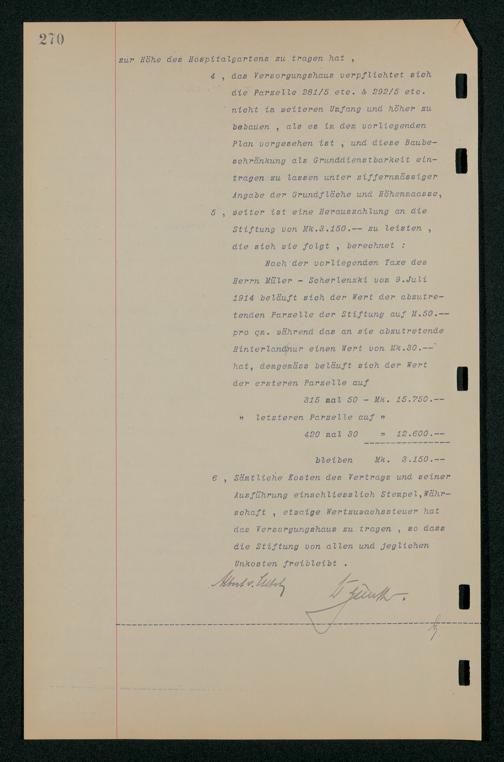 270
zur Höhe des Hospitalgartens zu tragen hat ,
4 , das Versorgungshaus verpflichtet sich
die Parzelle 281/5 etc. & 292/5 etc.
nicht in weiteren Umfang und höher zu
bebauen , als es in dem vorliegenden
Plan vorgesehen ist , und diese Baube-
schränkung als Grunddienstbarkeit ein-
tragen zu lassen unter ziffernmässiger
Angabe der Grundfläche und Höhenmaasse,
5 , weiter ist eine Herauszahlung an die
Stiftung von Mk.3.150.-- zu leisten ,
die sich wie folgt , berechnet :
Nach der vorliegenden Taxe des
Herrn Müler - Scherlenski vom 9.Juli
1914 beläuft sich der Wert der abzutre-
tenden Parzelle der Stiftung auf M.50.--
pro qm. während das an sie abzutretende
Hinterland nur einen Wert von Mk.30.--
hat, demgemäss beläuft sich der Wert
der ersteren Parzelle auf
315 mal 50 - Mk. 15.750.--
" letzteren Parzelle auf "
420 mal 30 = 12.600.--
bleiben Mk. 3.150.--
6 , Sämtliche Kosten des Vertrags und seiner
Ausführung einschliesslich Stempel,Währ-
schaft , etwaige Wertzuwachssteuer hat
das Versorgungshaus zu tragen , so dass
die Stiftung von allen und jeglichen
Unkosten freibleibt .